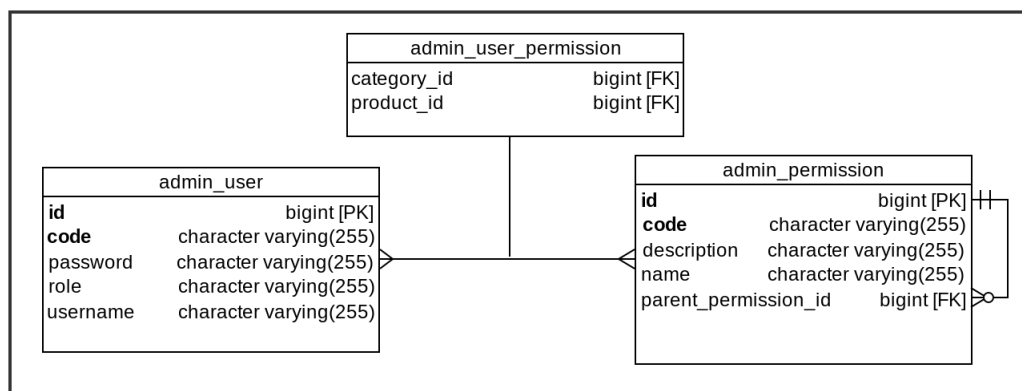 admin_user_permission
category_id bigint [FK]
product_id bigint [FK]
admin_user
id bigint [PK]
code character varying(255)
password character varying(255)
role character varying(255)
username character varying(255)
admin_permission
id bigint [PK]
code character varying(255)
description character varying(255)
name character varying(255)
parent_permission_id bigint [FK]